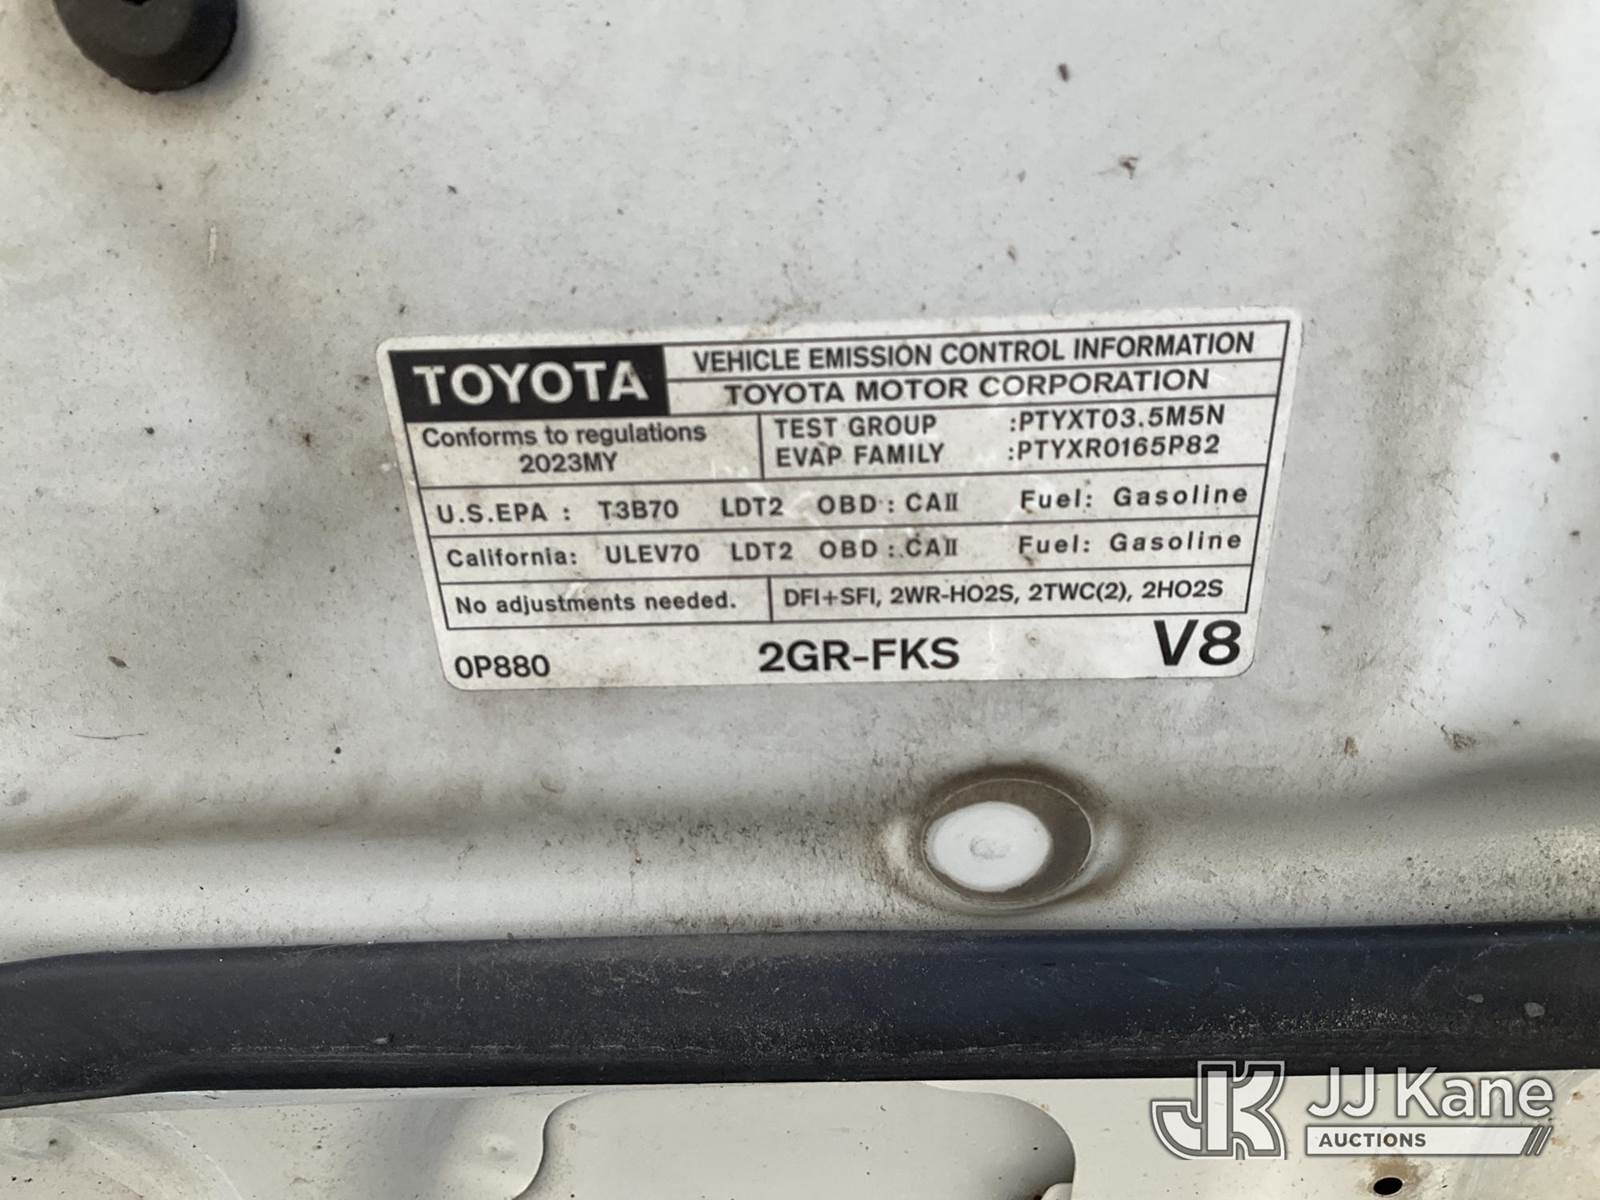 TOYOTA
VEHICLE EMISSION CONTROL INFORMATION
TOYOTA MOTOR CORPORATION
Conforms to regulations
2023MY
TEST GROUP :PTYXT03.5M5N
EVAP FAMILY :PTYXR0165P82
U.S.EPA : T3B70 LDT2 OBD : CAII Fuel: Gasoline
California: ULEV70 LDT2 OBD : CAII Fuel: Gasoline
No adjustments needed.
DFI+SFI, 2WR-HO2S, 2TWC(2), 2HO2S
0P880 2GR-FKS V8
JK JJ Kane
AUCTIONS